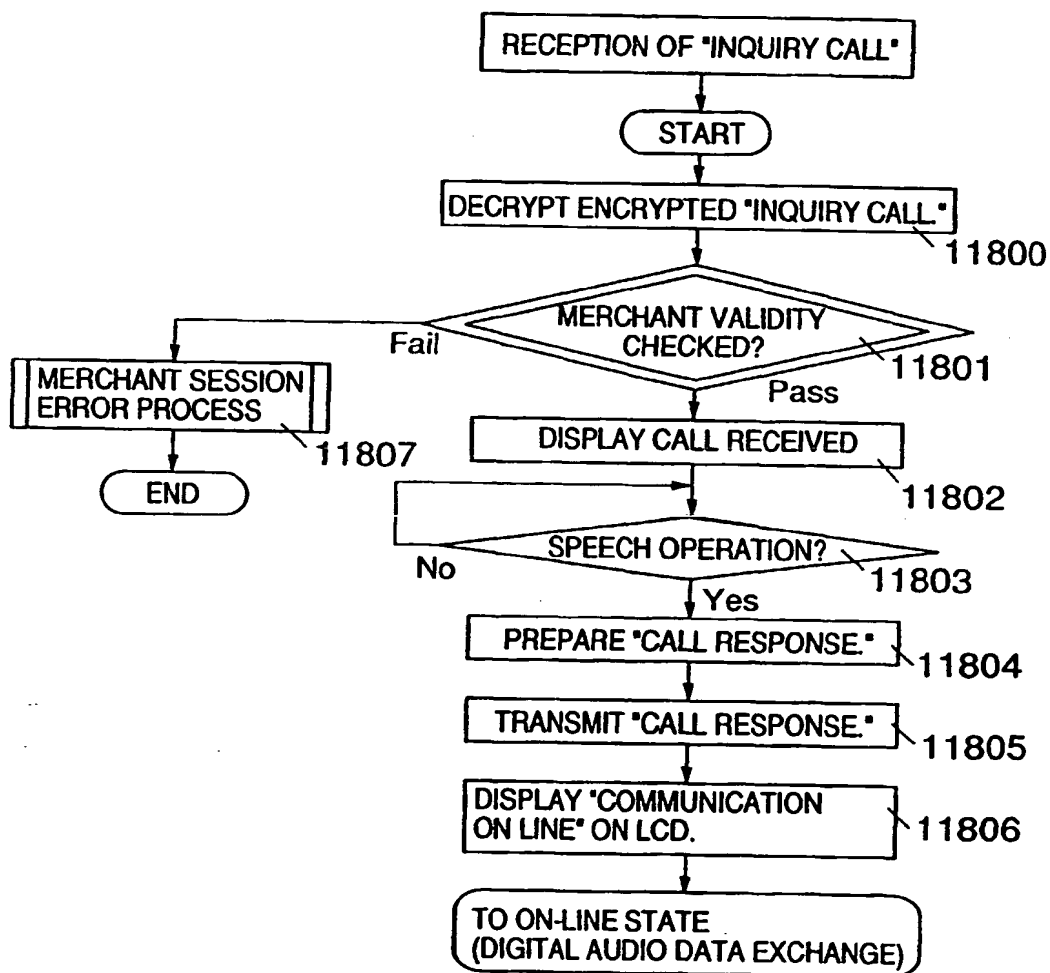 RECEPTION OF "INQUIRY CALL"
START
DECRYPT ENCRYPTED "INQUIRY CALL."
11800
MERCHANT VALIDITY
CHECKED?
11801
Fail
Pass
MERCHANT SESSION
ERROR PROCESS
11807
END
DISPLAY CALL RECEIVED
11802
SPEECH OPERATION?
11803
No
Yes
PREPARE "CALL RESPONSE."
11804
TRANSMIT "CALL RESPONSE."
11805
DISPLAY "COMMUNICATION
ON LINE" ON LCD.
11806
TO ON-LINE STATE
(DIGITAL AUDIO DATA EXCHANGE)